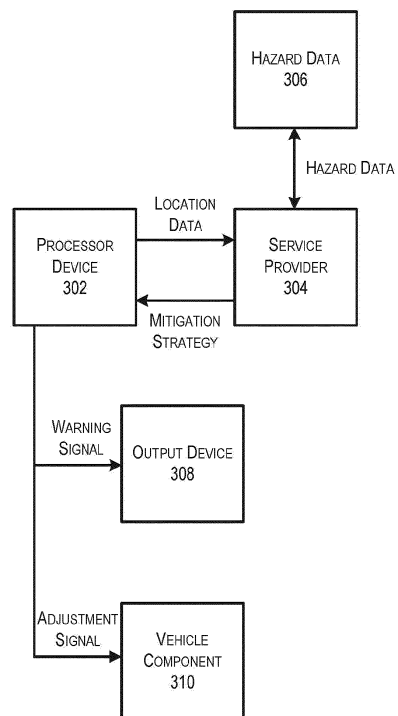 HAZARD DATA
306
HAZARD DATA
LOCATION
DATA
PROCESSOR
DEVICE
302
SERVICE
PROVIDER
304
MITIGATION
STRATEGY
WARNING
SIGNAL
OUTPUT DEVICE
308
ADJUSTMENT
SIGNAL
VEHICLE
COMPONENT
310